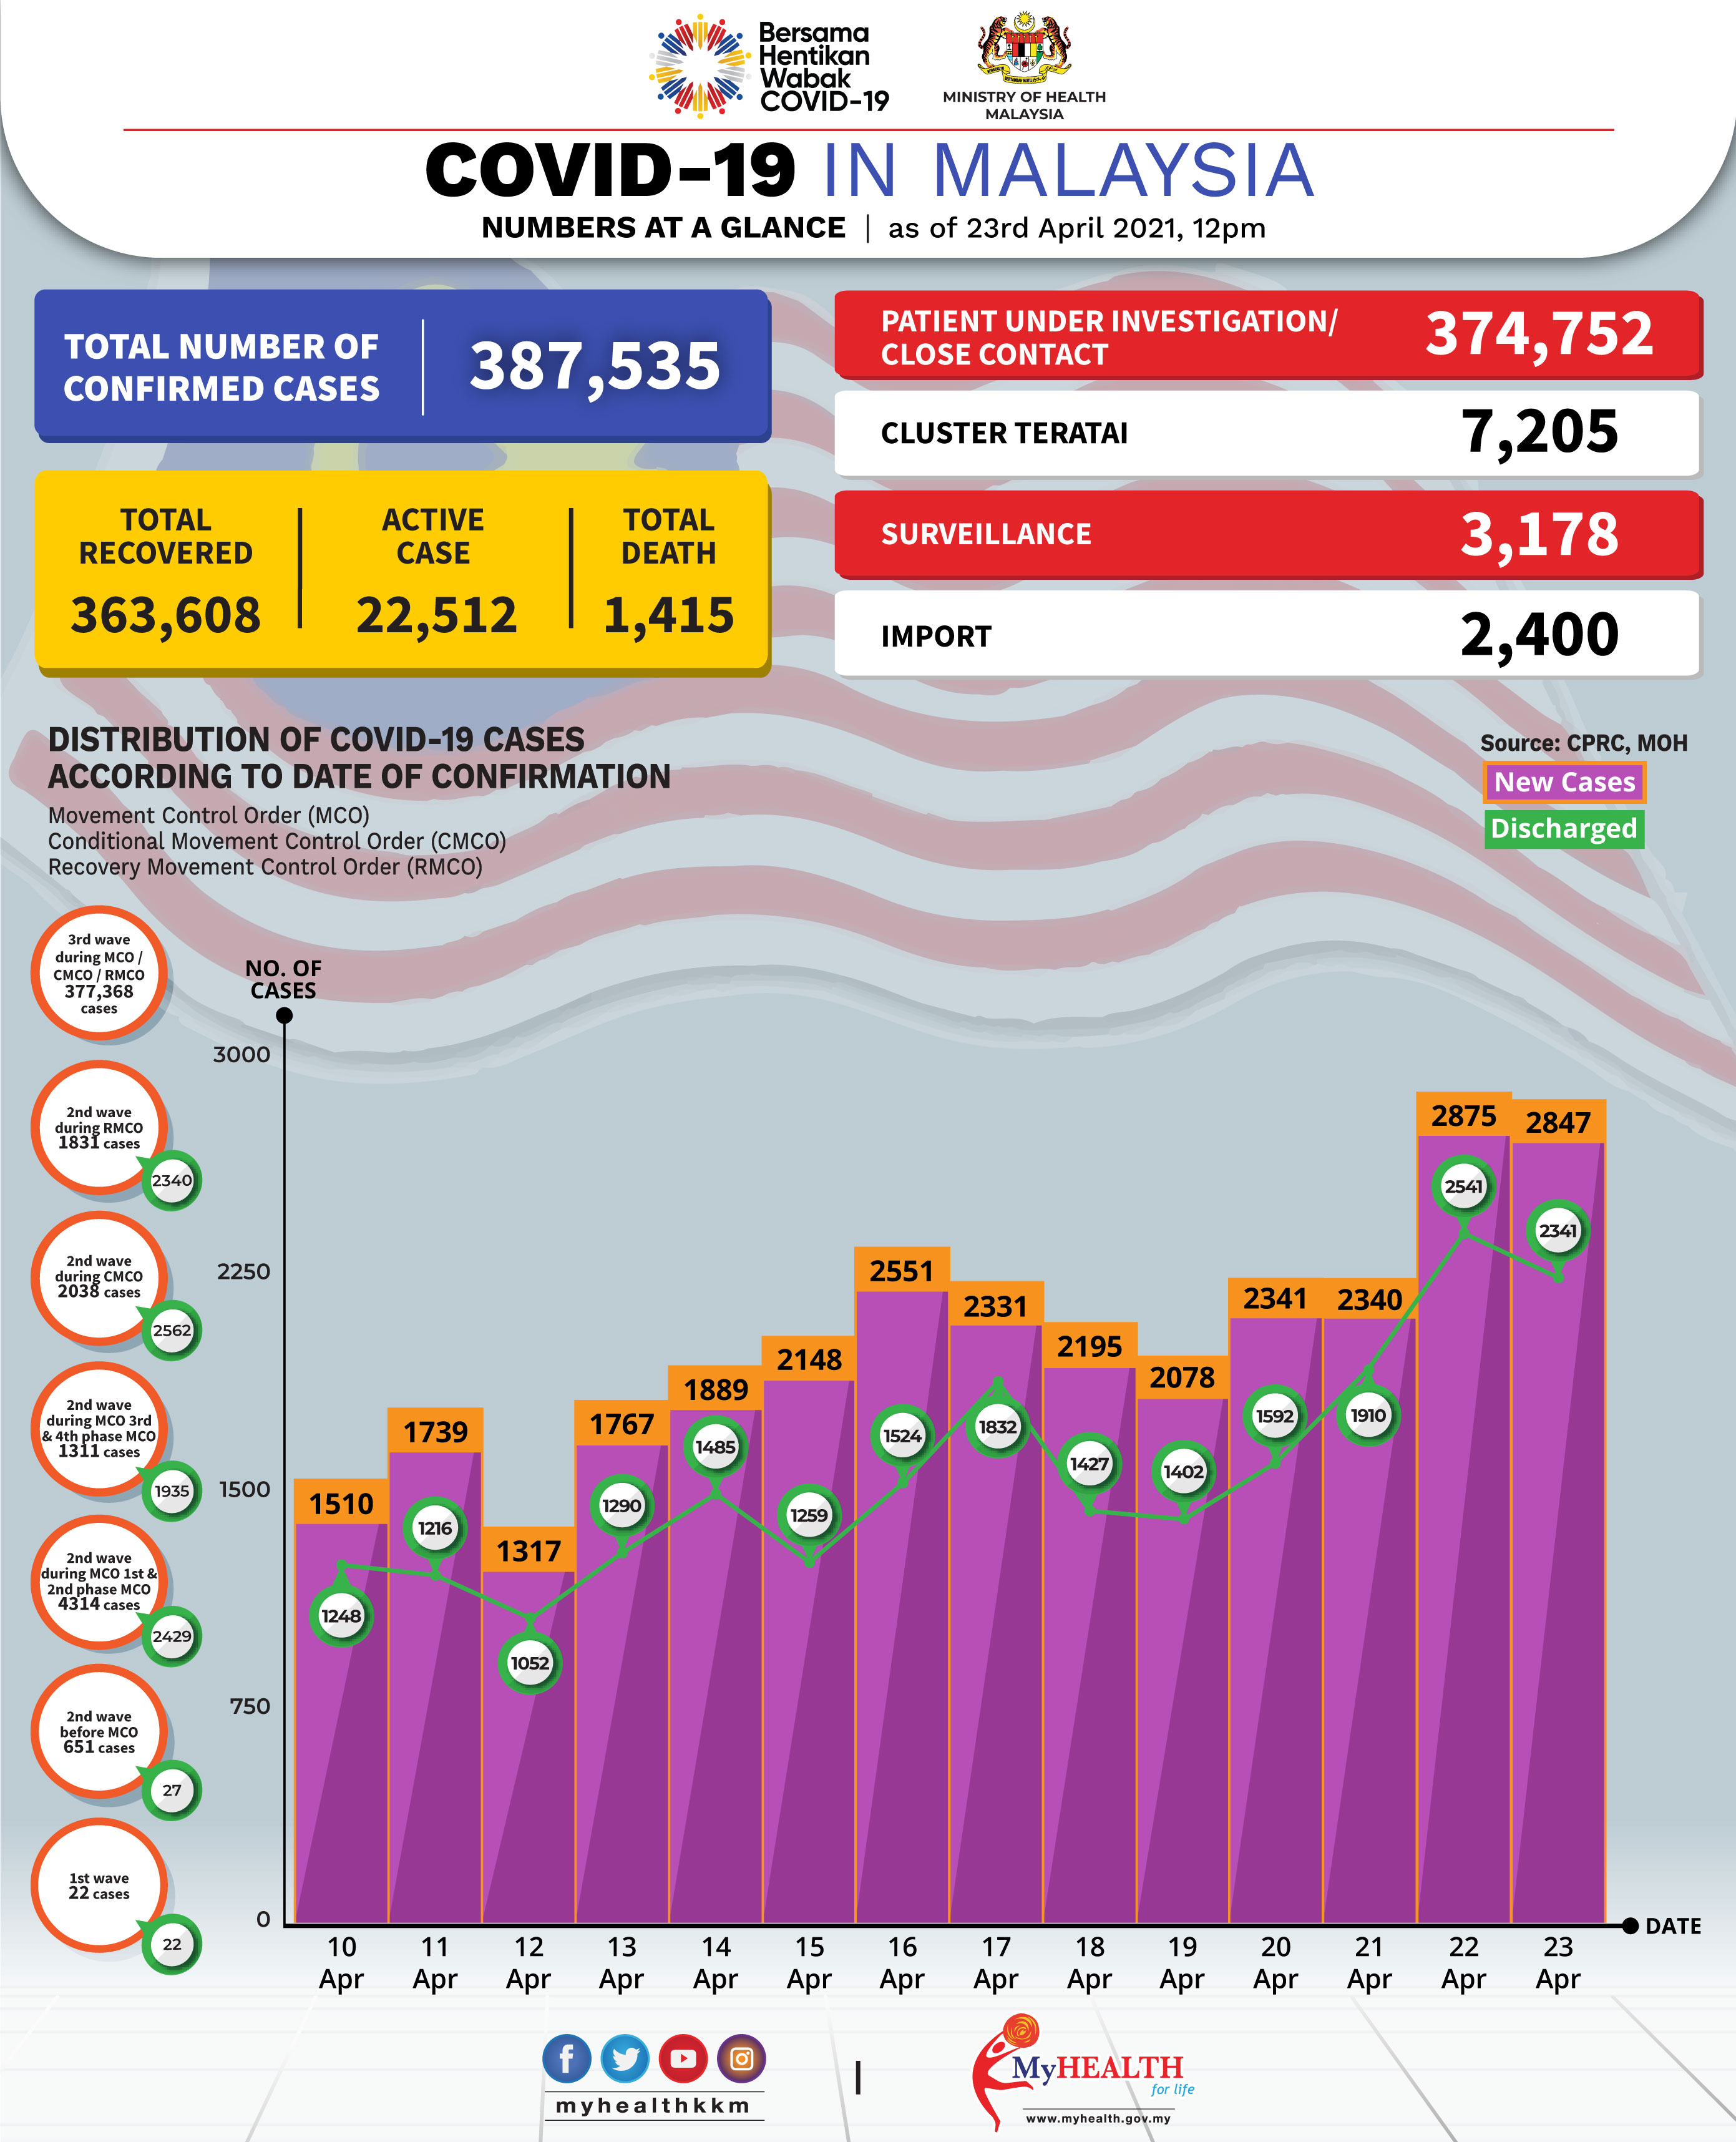 Bersama
Hentikan
Wabak
COVID-19
MINISTRY OF HEALTH
MALAYSIA
COVID-19 IN MALAYSIA
NUMBERS AT A GLANCE | as of 23rd April 2021, 12pm
TOTAL NUMBER OF
CONFIRMED CASES
387,535
TOTAL
RECOVERED
363,608
ACTIVE
CASE
22,512
TOTAL
DEATH
1,415
PATIENT UNDER INVESTIGATION/
CLOSE CONTACT
374,752
CLUSTER TERATAI
7,205
SURVEILLANCE
3,178
IMPORT
2,400
DISTRIBUTION OF COVID-19 CASES
ACCORDING TO DATE OF CONFIRMATION
Movement Control Order (MCO)
Conditional Movement Control Order (CMCO)
Recovery Movement Control Order (RMCO)
Source: CPRC, MOH
New Cases
Discharged
3rd wave
during MCO /
CMCO / RMCO
377,368
cases
2nd wave
during RMCO
1831 cases
2340
2nd wave
during CMCO
2038 cases
2562
2nd wave
during MCO 3rd
& 4th phase MCO
1311 cases
1935
2nd wave
during MCO 1st &
2nd phase MCO
4314 cases
2429
2nd wave
before MCO
651 cases
27
1st wave
22 cases
22
NO. OF
CASES
3000
2250
1500
750
0
1510
1739
1317
1767
1889
2148
2551
2331
2195
2078
2341
2340
2875
2847
1248
1216
1052
1290
1485
1259
1524
1832
1427
1402
1592
1910
2541
2341
10 Apr
11 Apr
12 Apr
13 Apr
14 Apr
15 Apr
16 Apr
17 Apr
18 Apr
19 Apr
20 Apr
21 Apr
22 Apr
23 Apr
DATE
myhealthkkm
MyHEALTH
for life
www.myhealth.gov.my